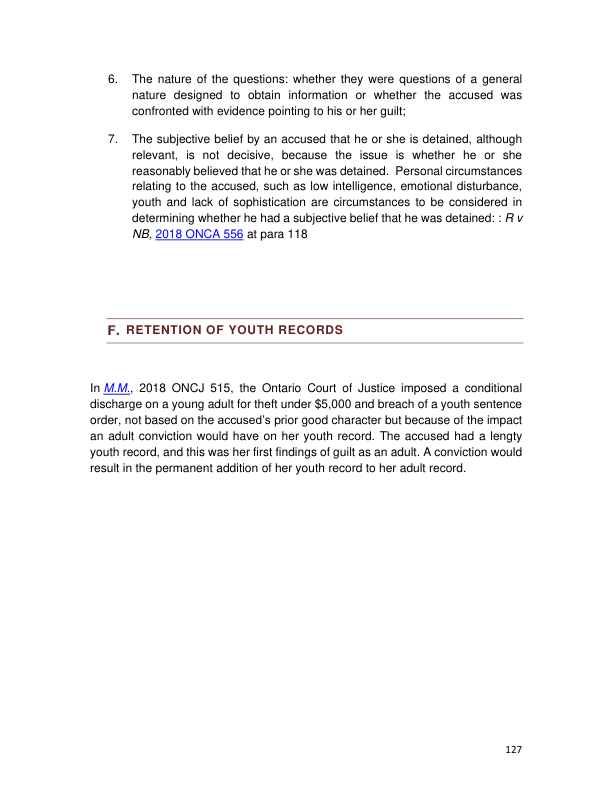 6. The nature of the questions: whether they were questions of a general
nature designed to obtain information or whether the accused was
confronted with evidence pointing to his or her guilt;
7. The subjective belief by an accused that he or she is detained, although
relevant, is not decisive, because the issue is whether he or she
reasonably believed that he or she was detained. Personal circumstances
relating to the accused, such as low intelligence, emotional disturbance,
youth and lack of sophistication are circumstances to be considered in
determining whether he had a subjective belief that he was detained: : R v
NB, 2018 ONCA 556 at para 118
F. RETENTION OF YOUTH RECORDS
In M.M., 2018 ONCJ 515, the Ontario Court of Justice imposed a conditional
discharge on a young adult for theft under $5,000 and breach of a youth sentence
order, not based on the accused's prior good character but because of the impact
an adult conviction would have on her youth record. The accused had a lengty
youth record, and this was her first findings of guilt as an adult. A conviction would
result in the permanent addition of her youth record to her adult record.
127